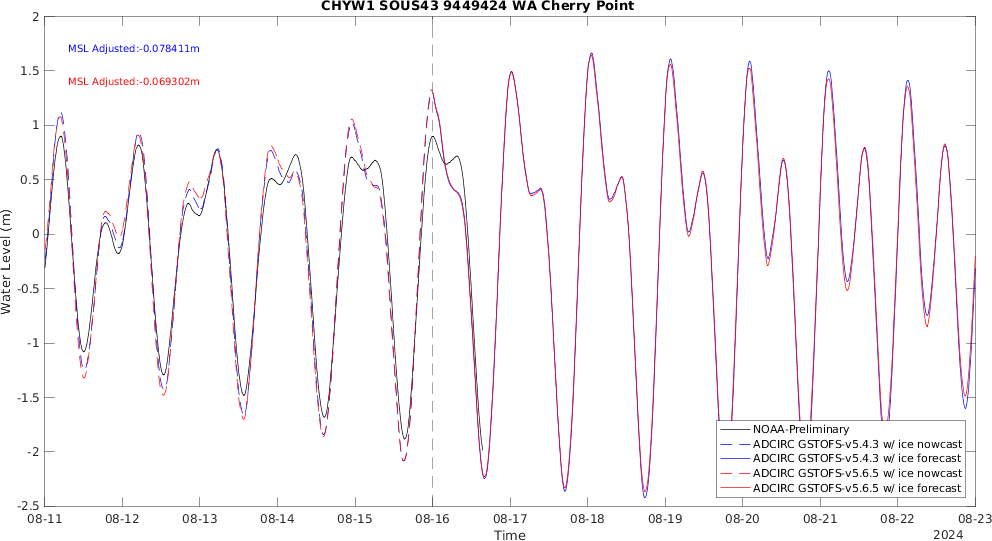 CHYW1 SOUS43 9449424 WA Cherry Point
MSL Adjusted:-0.078411m
MSL Adjusted:-0.069302m
Water Level (m)
2
1.5
1
0.5
0
-0.5
-1
-1.5
-2
-2.5
NOAA-Preliminary
ADCIRC GSTOFS-v5.4.3 w/ ice nowcast
ADCIRC GSTOFS-v5.4.3 w/ ice forecast
ADCIRC GSTOFS-v5.6.5 w/ ice nowcast
ADCIRC GSTOFS-v5.6.5 w/ ice forecast
08-11 08-12 08-13 08-14 08-15 08-16 08-17 08-18 08-19 08-20 08-21 08-22 08-23
Time
2024